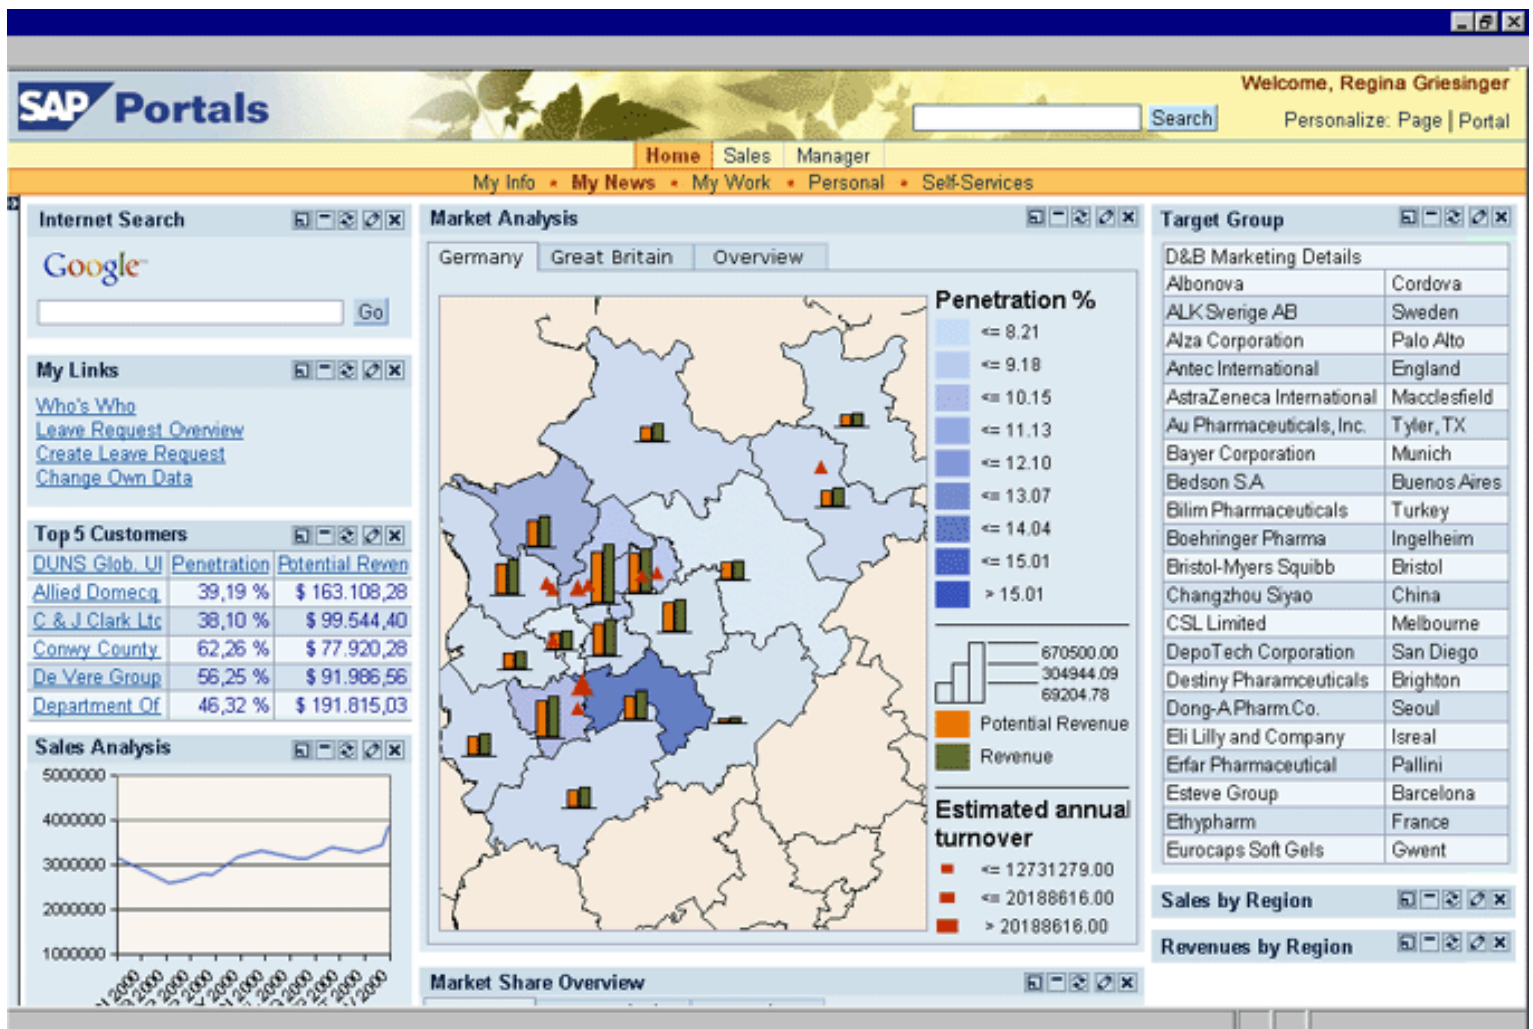 Welcome, Regina Griesinger
SAP Portals
Search
Personalize: Page | Portal
Home Sales Manager
My Info • My News • My Work • Personal • Self-Services
Internet Search
Google
Go
My Links
Who's Who
Leave Request Overview
Create Leave Request
Change Own Data
Top 5 Customers
DUNS Glob. Ul Penetration Potential Reven
Allied Domecq 39,19 % $ 163.108,28
C & J Clark Ltc 38,10 % $ 99.544,40
Conwy County 62,26 % $ 77.920,28
De Vere Group 56,25 % $ 91.986,56
Department Of 46,32 % $ 191.815,03
Sales Analysis
5000000
4000000
3000000
2000000
1000000
Market Analysis
Germany Great Britain Overview
Penetration %
<= 8.21
<= 9.18
<= 10.15
<= 11.13
<= 12.10
<= 13.07
<= 14.04
<= 15.01
> 15.01
670500.00
304944.09
69204.78
Potential Revenue
Revenue
Estimated annual
turnover
<= 12731279.00
<= 20188616.00
> 20188616.00
Market Share Overview
Target Group
D&B Marketing Details
Albonova Cordova
ALK Sverige AB Sweden
Alza Corporation Palo Alto
Antec International England
AstraZeneca International Macclesfield
Au Pharmaceuticals, Inc. Tyler, TX
Bayer Corporation Munich
Bedson S.A Buenos Aires
Bilim Pharmaceuticals Turkey
Boehringer Pharma Ingelheim
Bristol-Myers Squibb Bristol
Changzhou Siyao China
CSL Limited Melbourne
DepoTech Corporation San Diego
Destiny Pharamceuticals Brighton
Dong-A Pharm.Co. Seoul
Eli Lilly and Company Isreal
Erfar Pharmaceutical Pallini
Esteve Group Barcelona
Ethypharm France
Eurocaps Soft Gels Gwent
Sales by Region
Revenues by Region